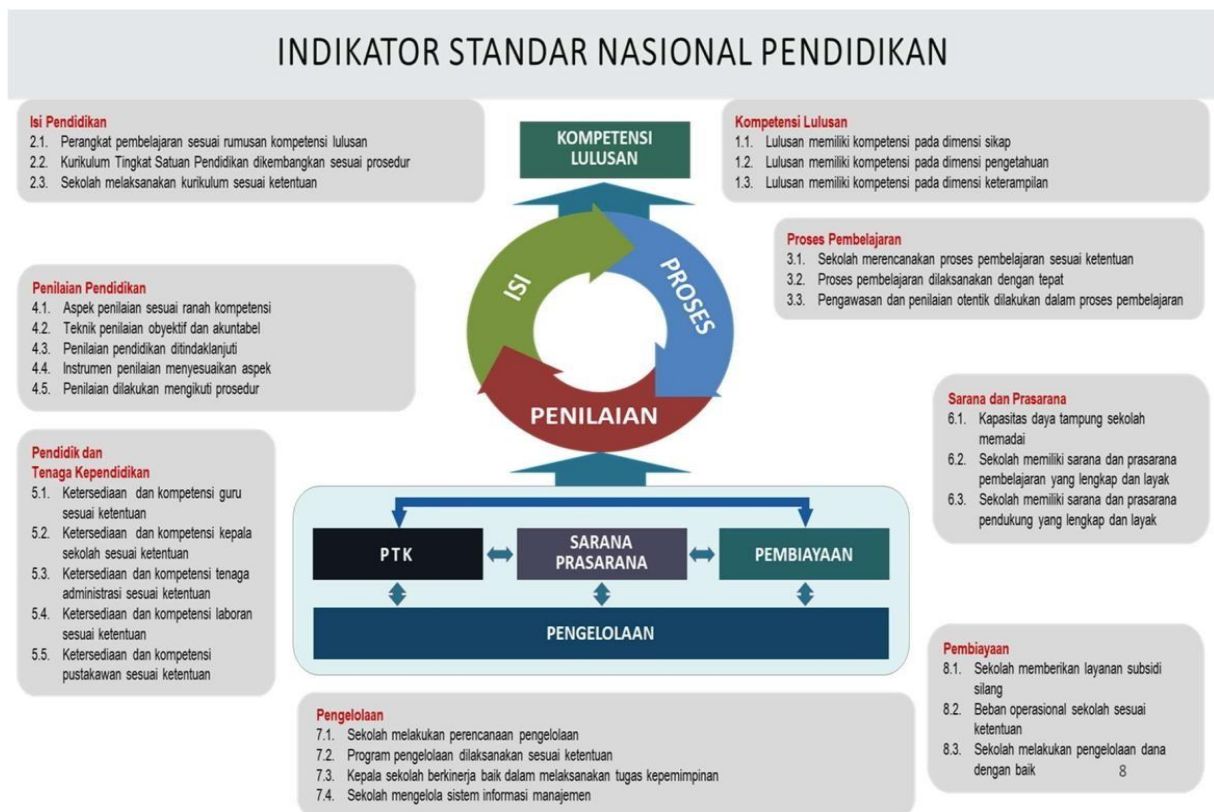 INDIKATOR STANDAR NASIONAL PENDIDIKAN
Isi Pendidikan
2.1. Perangkat pembelajaran sesuai rumusan kompetensi lulusan
2.2. Kurikulum Tingkat Satuan Pendidikan dikembangkan sesuai prosedur
2.3. Sekolah melaksanakan kurikulum sesuai ketentuan
KOMPETENSI
LULUSAN
Kompetensi Lulusan
1.1. Lulusan memiliki kompetensi pada dimensi sikap
1.2. Lulusan memiliki kompetensi pada dimensi pengetahuan
1.3. Lulusan memiliki kompetensi pada dimensi keterampilan
Proses Pembelajaran
3.1. Sekolah merencanakan proses pembelajaran sesuai ketentuan
3.2. Proses pembelajaran dilaksanakan dengan tepat
3.3. Pengawasan dan penilaian otentik dilakukan dalam proses pembelajaran
ISI
PROSES
PENILAIAN
Penilaian Pendidikan
4.1. Aspek penilaian sesuai ranah kompetensi
4.2. Teknik penilaian obyektif dan akuntabel
4.3. Penilaian pendidikan ditindaklanjuti
4.4. Instrumen penilaian menyesuaikan aspek
4.5. Penilaian dilakukan mengikuti prosedur
Sarana dan Prasarana
6.1. Kapasitas daya tampung sekolah
memadai
6.2. Sekolah memiliki sarana dan prasarana
pembelajaran yang lengkap dan layak
6.3. Sekolah memiliki sarana dan prasarana
pendukung yang lengkap dan layak
Pendidik dan
Tenaga Kependidikan
5.1. Ketersediaan dan kompetensi guru
sesuai ketentuan
5.2. Ketersediaan dan kompetensi kepala
sekolah sesuai ketentuan
5.3. Ketersediaan dan kompetensi tenaga
administrasi sesuai ketentuan
5.4. Ketersediaan dan kompetensi laboran
sesuai ketentuan
5.5. Ketersediaan dan kompetensi
pustakawan sesuai ketentuan
PTK
SARANA
PRASARANA
PEMBIAYAAN
PENGELOLAAN
Pembiayaan
8.1. Sekolah memberikan layanan subsidi
silang
8.2. Beban operasional sekolah sesuai
ketentuan
8.3. Sekolah melakukan pengelolaan dana
dengan baik
8
Pengelolaan
7.1. Sekolah melakukan perencanaan pengelolaan
7.2. Program pengelolaan dilaksanakan sesuai ketentuan
7.3. Kepala sekolah berkinerja baik dalam melaksanakan tugas kepemimpinan
7.4. Sekolah mengelola sistem informasi manajemen